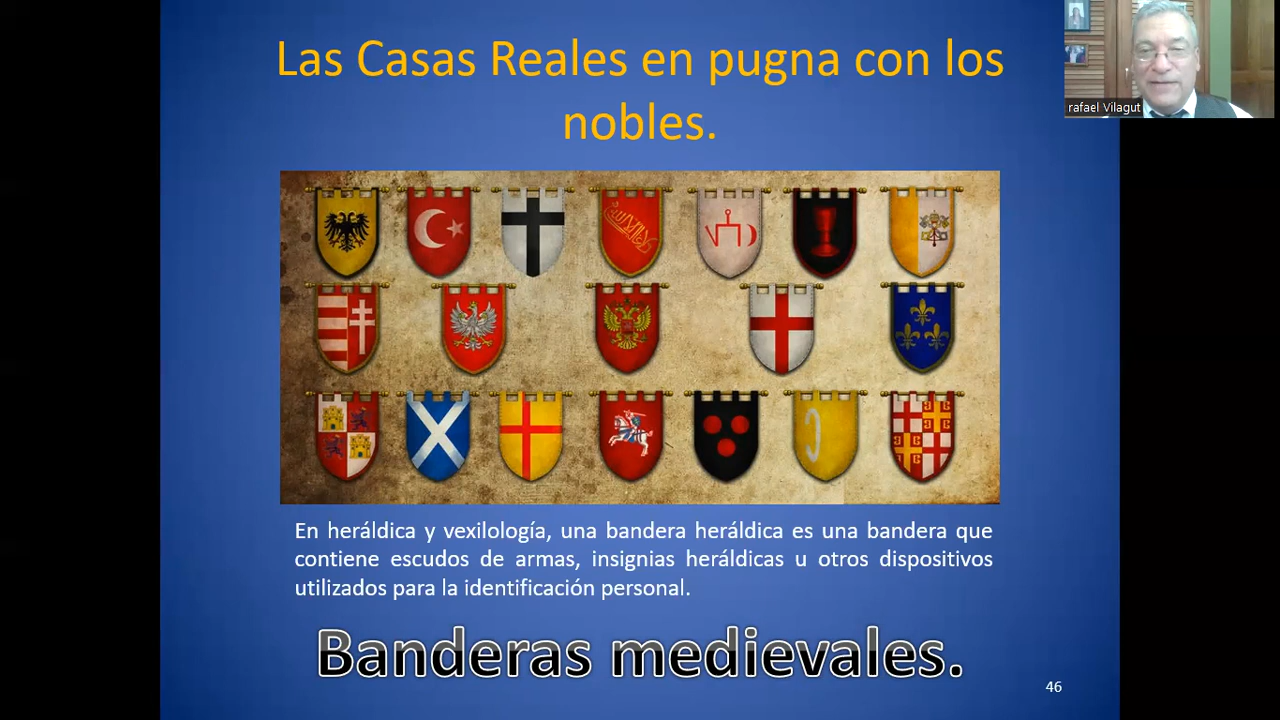 Las Casas Reales en pugna con los
nobles.
rafael Vilagut
En heráldica y vexilología, una bandera heráldica es una bandera que
contiene escudos de armas, insignias heráldicas u otros dispositivos
utilizados para la identificación personal.
Banderas medievales.
46